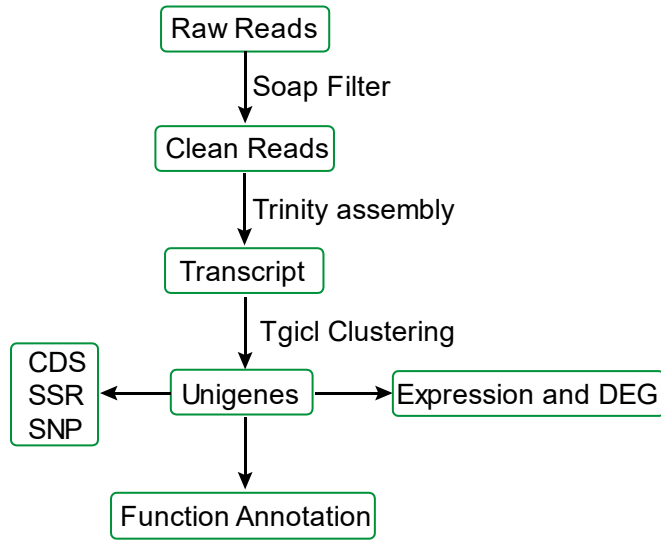 Raw Reads
Soap Filter
Clean Reads
Trinity assembly
Transcript
Tgicl Clustering
CDS
SSR
SNP
Unigenes
Expression and DEG
Function Annotation